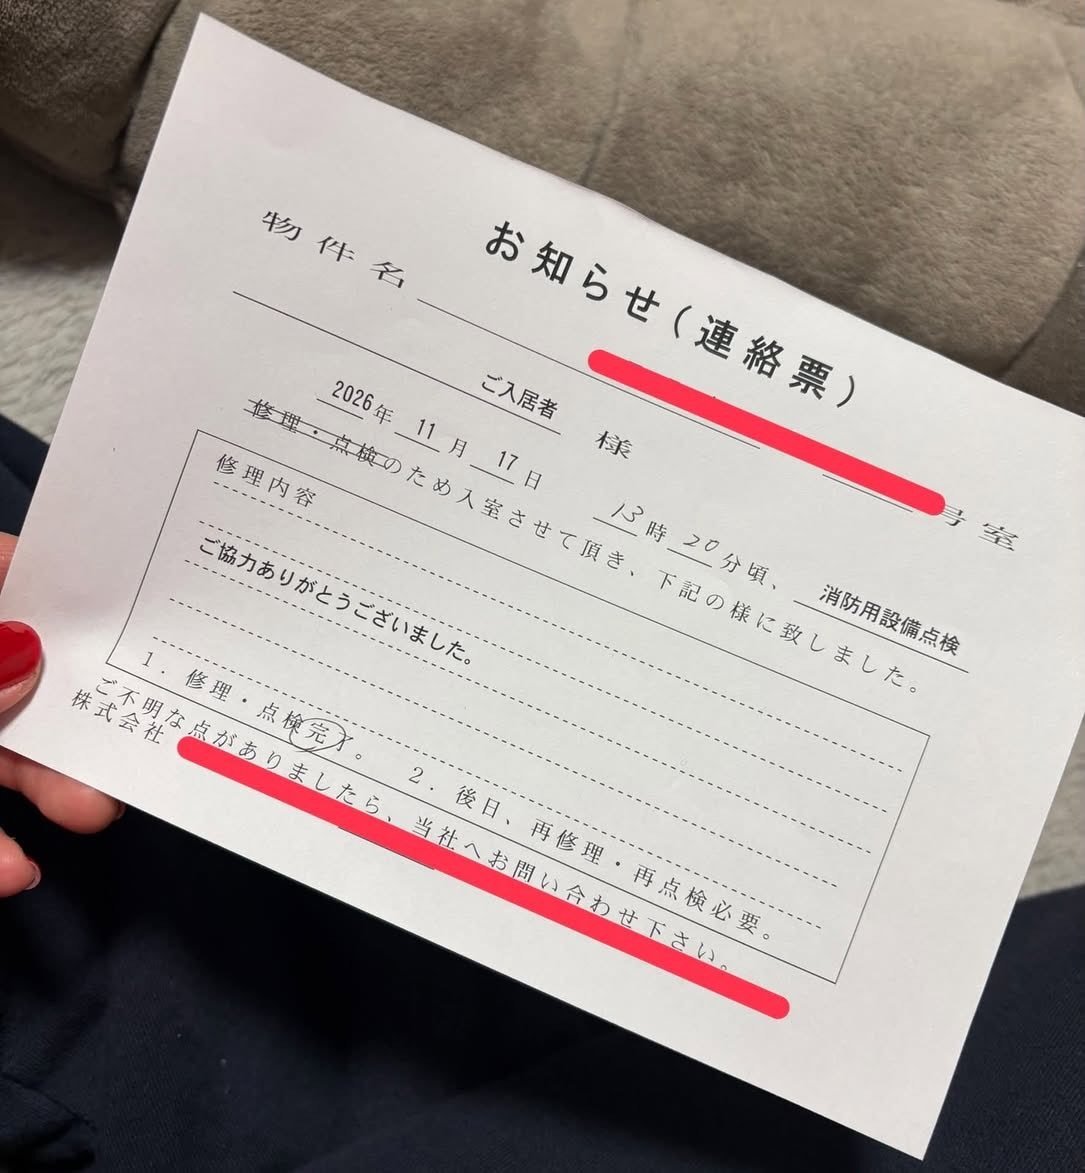 お知らせ（連絡票）
物件名 号室
ご入居者 様
2026年 11月 17日 13時20分頃、消防用設備点検
修理・点検のため入室させて頂き、下記の様に致しました。
修理内容
ご協力ありがとうございました。
1．修理・点検完了。 2．後日、再修理・再点検必要。
ご不明な点がありましたら、当社へお問い合わせ下さい。
株式会社